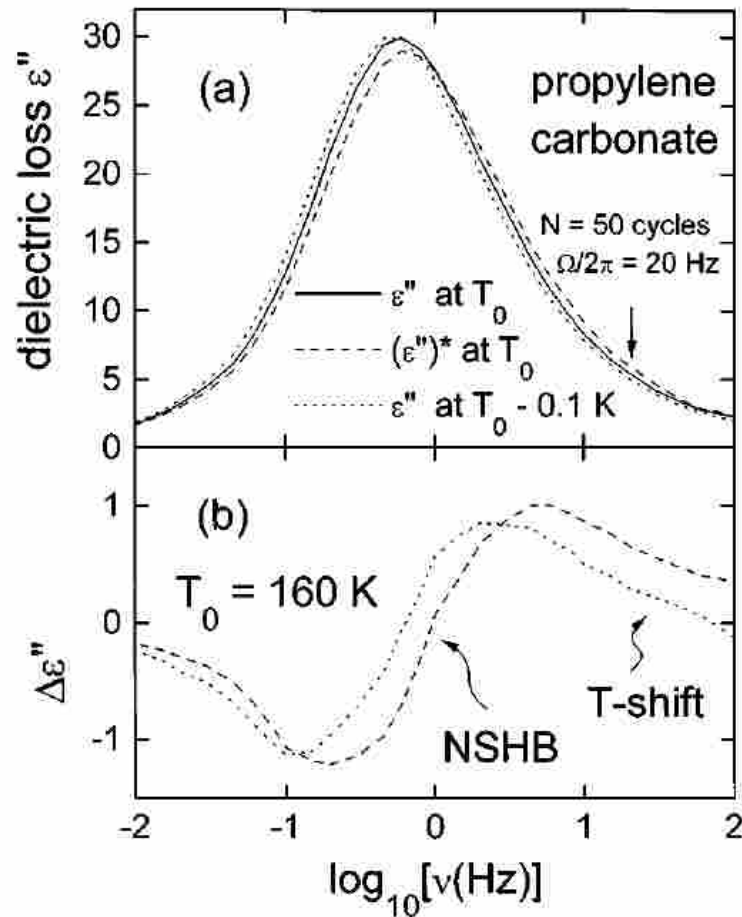 30
25
20
15
10
5
0
dielectric loss ε''
(a)
propylene
carbonate
N = 50 cycles
Ω/2π = 20 Hz
ε'' at T₀
(ε'')* at T₀
ε'' at T₀ - 0.1 K
1
0
-1
Δε''
(b)
T₀ = 160 K
NSHB
T-shift
-2 -1 0 1 2
log₁₀[ν(Hz)]